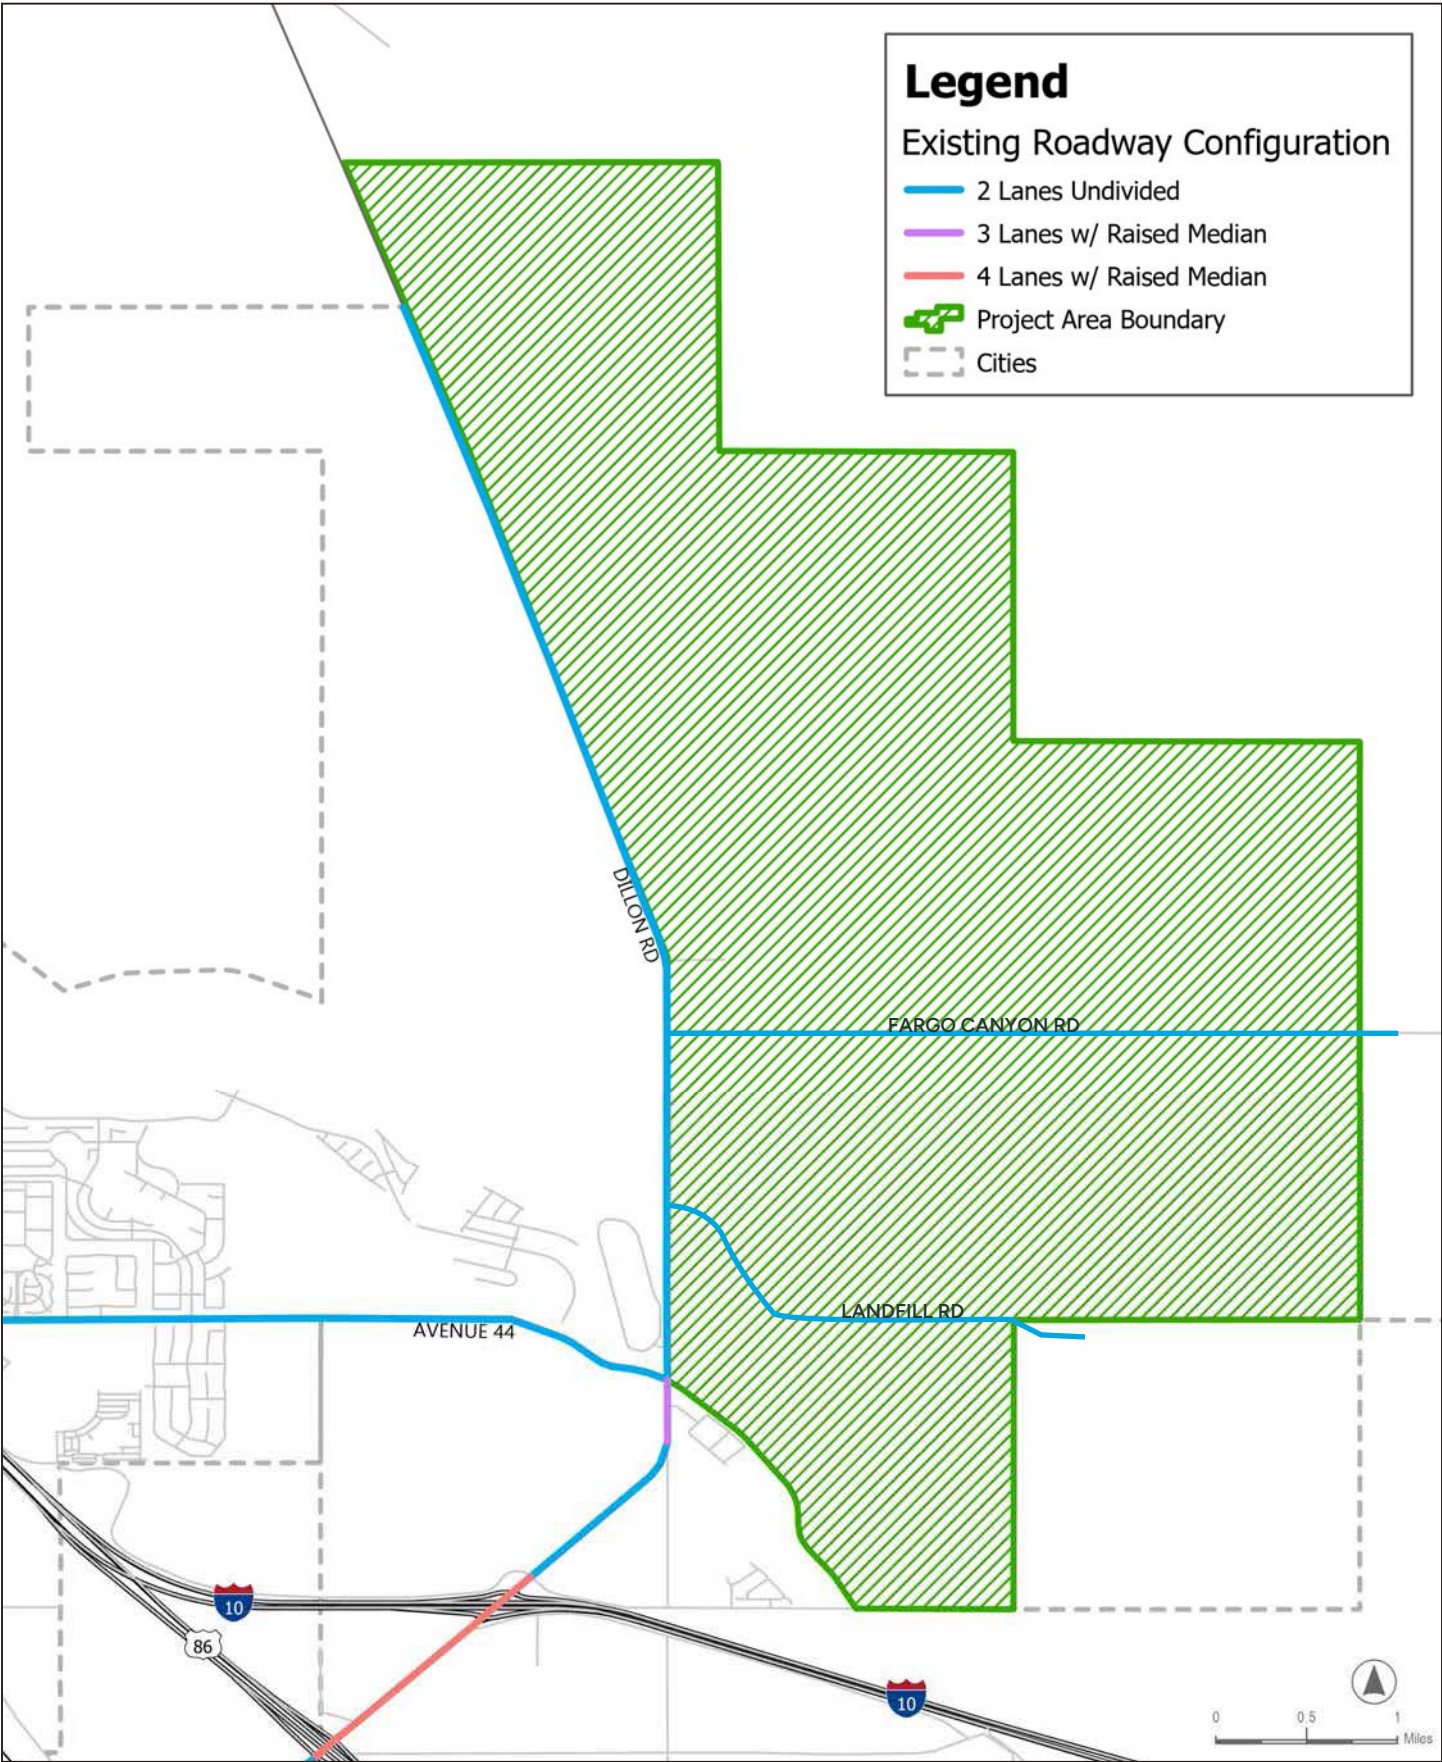 Legend
Existing Roadway Configuration
2 Lanes Undivided
3 Lanes w/ Raised Median
4 Lanes w/ Raised Median
Project Area Boundary
Cities
DILLON RD
FARGO CANYON RD
LANDFILL RD
AVENUE 44
10
86
10
0 0.5 1
Miles